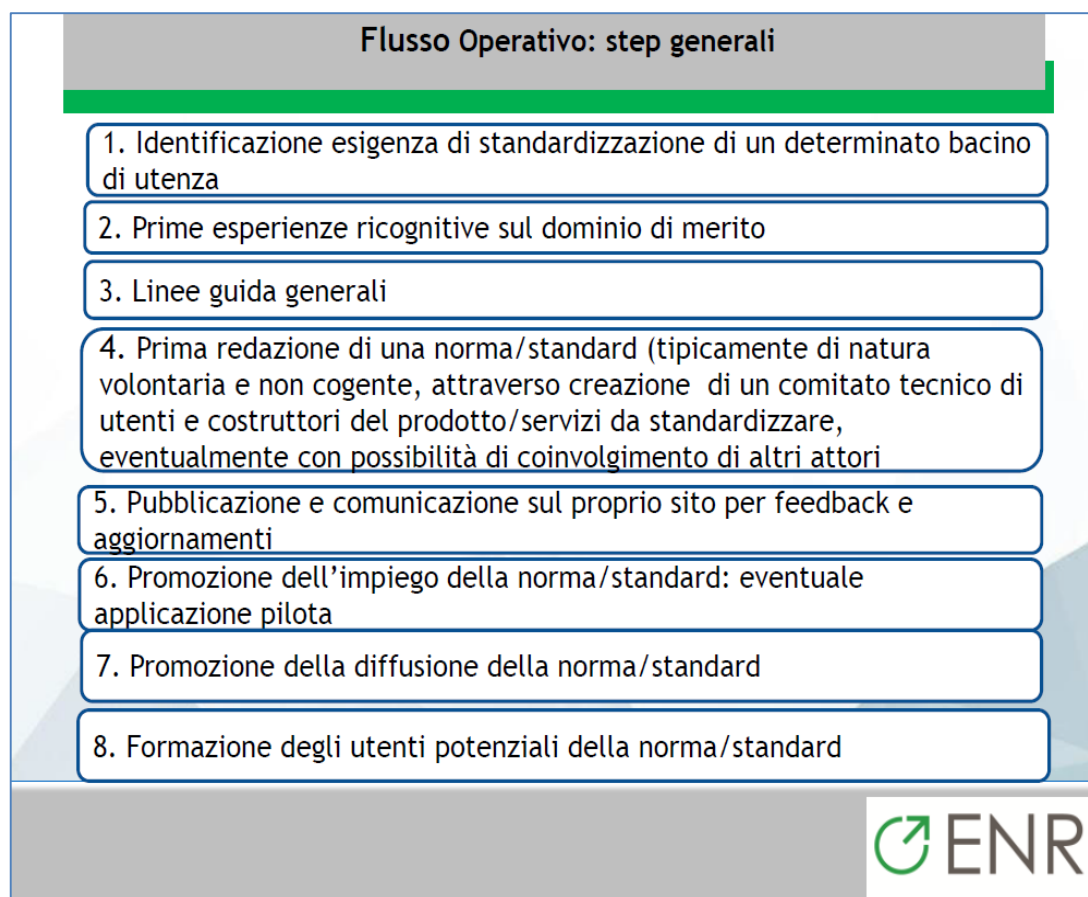 Flusso Operativo: step generali
1. Identificazione esigenza di standardizzazione di un determinato bacino
di utenza
2. Prime esperienze ricognitive sul dominio di merito
3. Linee guida generali
4. Prima redazione di una norma/standard (tipicamente di natura
volontaria e non cogente, attraverso creazione di un comitato tecnico di
utenti e costruttori del prodotto/servizi da standardizzare,
eventualmente con possibilità di coinvolgimento di altri attori
5. Pubblicazione e comunicazione sul proprio sito per feedback e
aggiornamenti
6. Promozione dell’impiego della norma/standard: eventuale
applicazione pilota
7. Promozione della diffusione della norma/standard
8. Formazione degli utenti potenziali della norma/standard
ENR